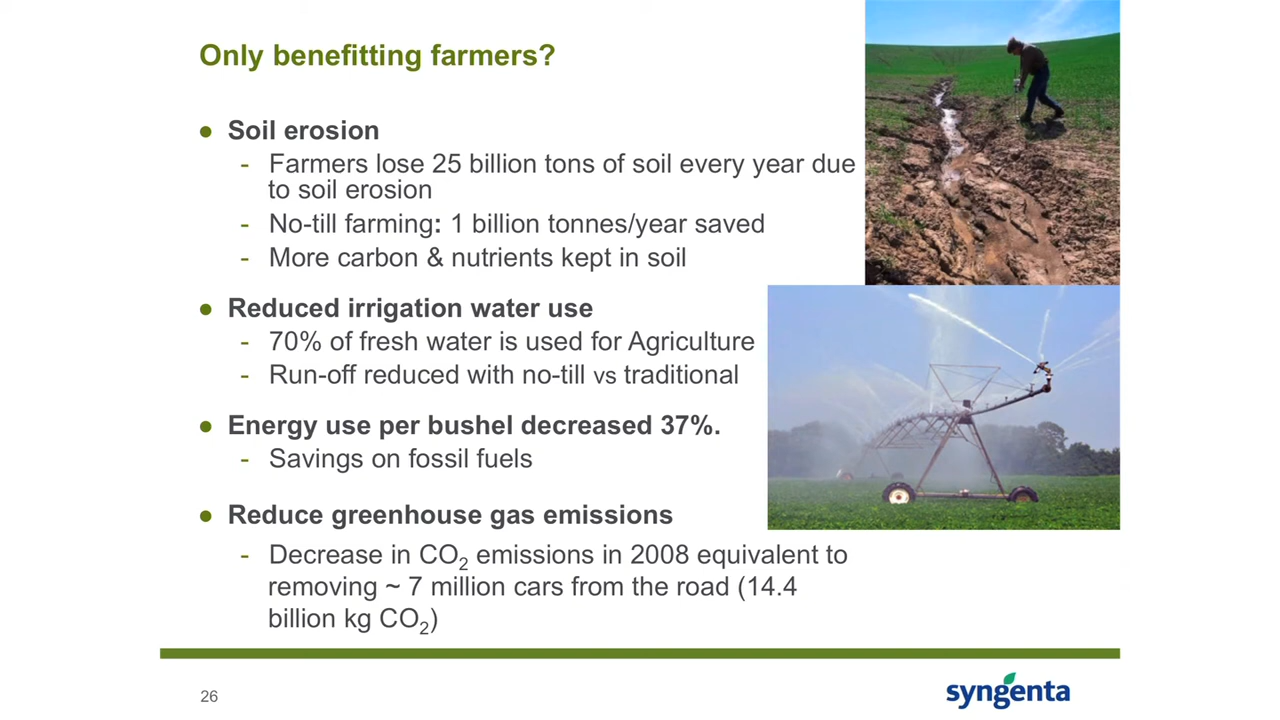 Only benefitting farmers?
● Soil erosion
- Farmers lose 25 billion tons of soil every year due
to soil erosion
- No-till farming: 1 billion tonnes/year saved
- More carbon & nutrients kept in soil
● Reduced irrigation water use
- 70% of fresh water is used for Agriculture
- Run-off reduced with no-till vs traditional
● Energy use per bushel decreased 37%.
- Savings on fossil fuels
● Reduce greenhouse gas emissions
- Decrease in CO₂ emissions in 2008 equivalent to
removing ~ 7 million cars from the road (14.4
billion kg CO₂)
26
syngenta